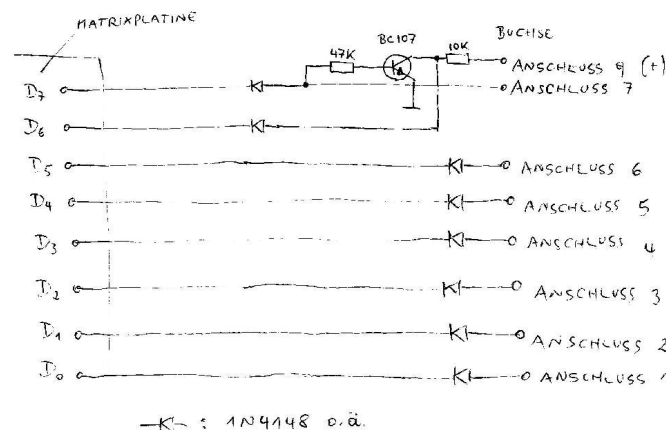 MATRIXPLATINE
BUCHSE
BC107
47K
10K
ANSCHLUSS 9 (+)
D7
ANSCHLUSS 7
D6
D5
ANSCHLUSS 6
D4
ANSCHLUSS 5
D3
ANSCHLUSS 4
D2
ANSCHLUSS 3
D1
ANSCHLUSS 2
D0
ANSCHLUSS 1
: 1N4148 o.ä.